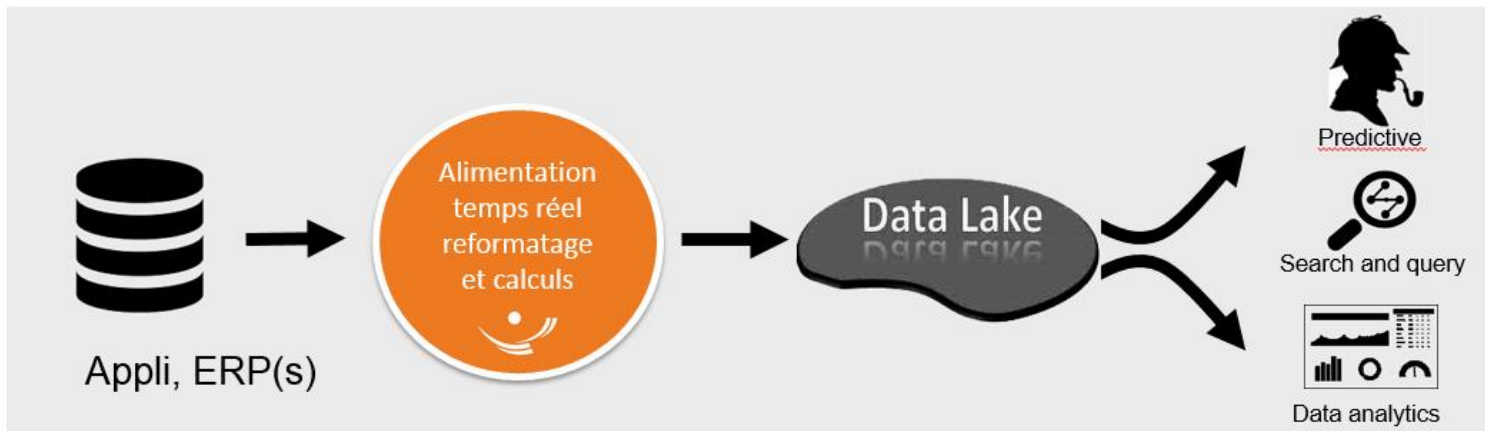 Appli, ERP(s)
Alimentation
temps réel
reformatage
et calculs
Data Lake
Predictive
Search and query
Data analytics